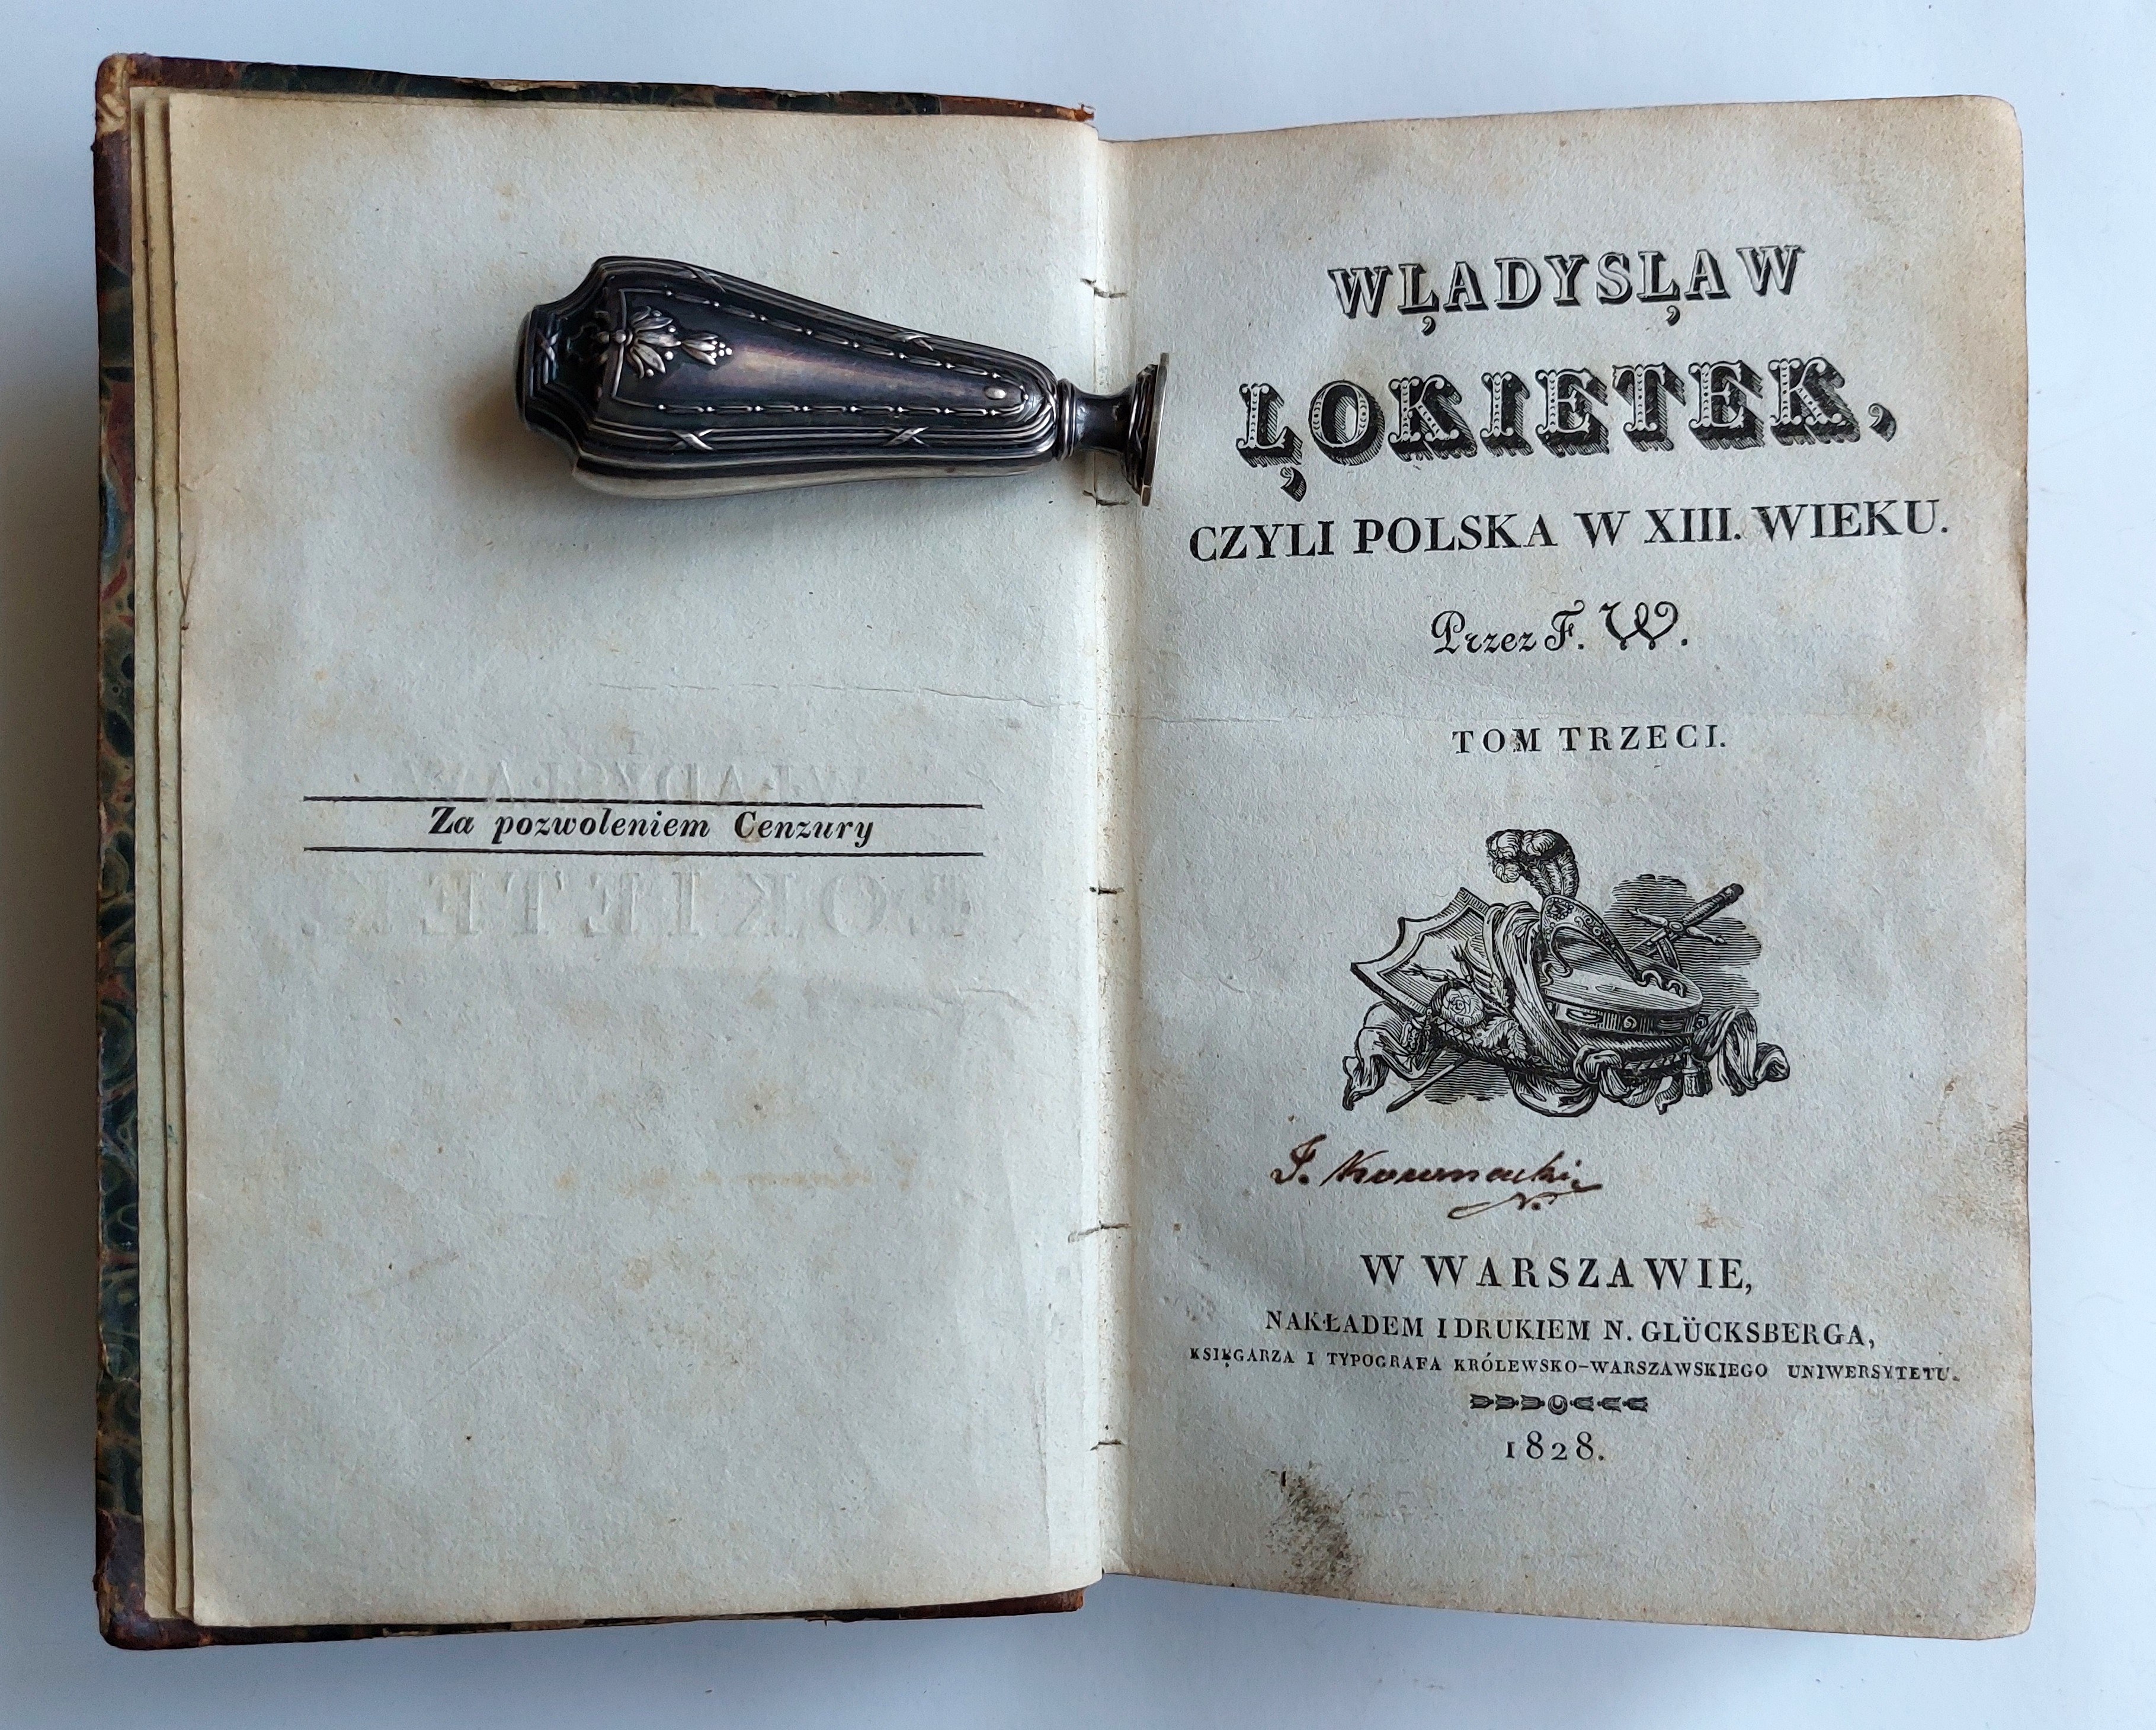 Za pozwoleniem Cenzury
WŁADYSŁAW
ŁOKIETEK,
CZYLI POLSKA W XIII. WIEKU.
Przez F. W.
TOM TRZECI.
W WARSZAWIE,
NAKŁADEM I DRUKIEM N. GLÜCKSBERGA,
KSIĘGARZA I TYPOGRAFA KRÓLEWSKO-WARSZAWSKIEGO UNIWERSYTETU.
1828.